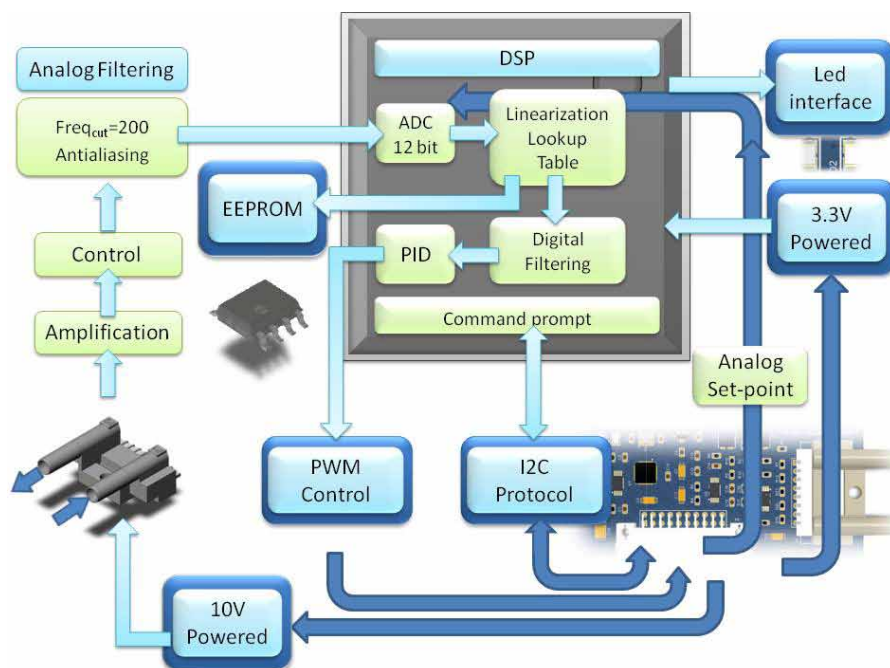 Analog Filtering
Freqcut=200
Antialiasing
Control
Amplification
DSP
ADC
12 bit
Linearization
Lookup
Table
EEPROM
PID
Digital
Filtering
Command prompt
Led
interface
3.3V
Powered
Analog
Set-point
PWM
Control
I2C
Protocol
10V
Powered